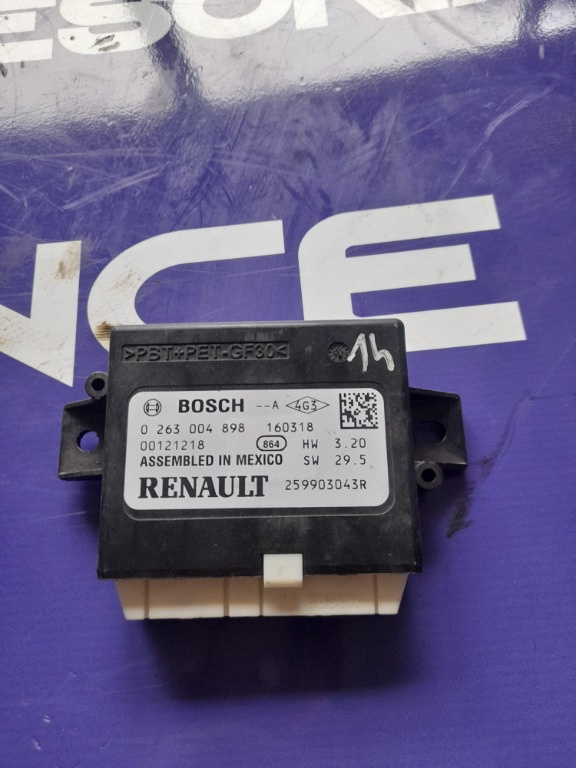 NCE
>PBT+PET-GF30<
14
BOSCH --A 4G3
0 263 004 898 160318
00121218 864 HW 3.20
ASSEMBLED IN MEXICO SW 29.5
RENAULT 259903043R